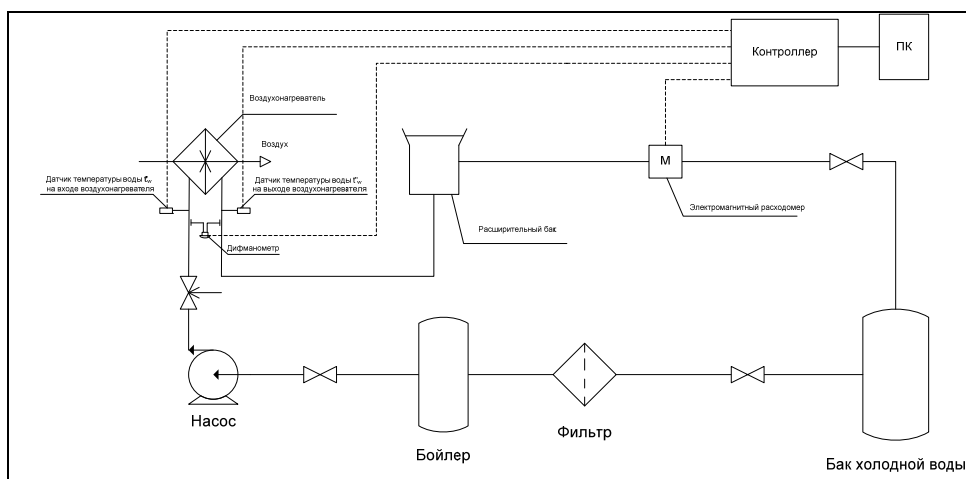 Контроллер
ПК
Воздухонагреватель
Воздух
Датчик температуры воды t'w
на входе воздухонагревателя
Датчик температуры воды t''w
на выходе воздухонагревателя
М
Электромагнитный расходомер
Расширительный бак
Дифманометр
Насос
Бойлер
Фильтр
Бак холодной воды